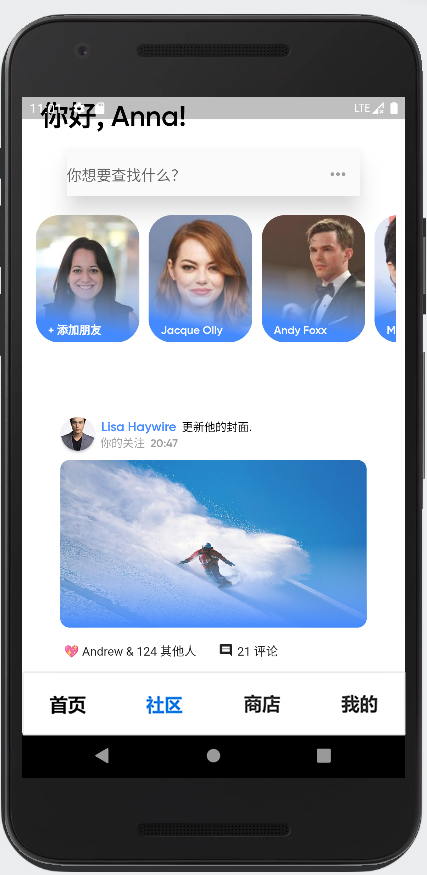 你好, Anna!
LTE
你想要查找什么?
+ 添加朋友
Jacque Olly
Andy Foxx
M
Lisa Haywire 更新他的封面.
你的关注 20:47
Andrew & 124 其他人 21 评论
首页 社区 商店 我的